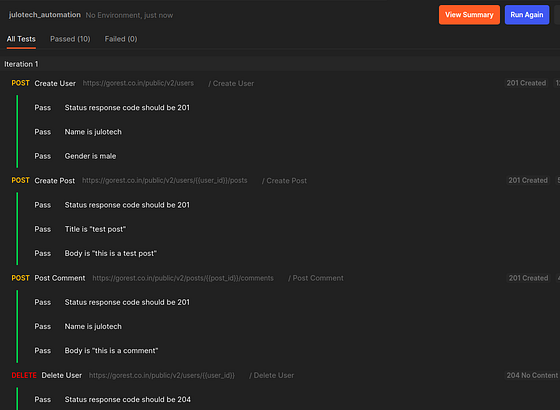 julotech_automation No Environment, just now View Summary Run Again
All Tests Passed (10) Failed (0)
Iteration 1
POST Create User https://gorest.co.in/public/v2/users / Create User 201 Created
Pass Status response code should be 201
Pass Name is julotech
Pass Gender is male
POST Create Post https://gorest.co.in/public/v2/users/{{user_id}}/posts / Create Post 201 Created
Pass Status response code should be 201
Pass Title is "test post"
Pass Body is "this is a test post"
POST Post Comment https://gorest.co.in/public/v2/posts/{{post_id}}/comments / Post Comment 201 Created
Pass Status response code should be 201
Pass Name is julotech
Pass Body is "this is a comment"
DELETE Delete User https://gorest.co.in/public/v2/users/{{user_id}} / Delete User 204 No Content
Pass Status response code should be 204